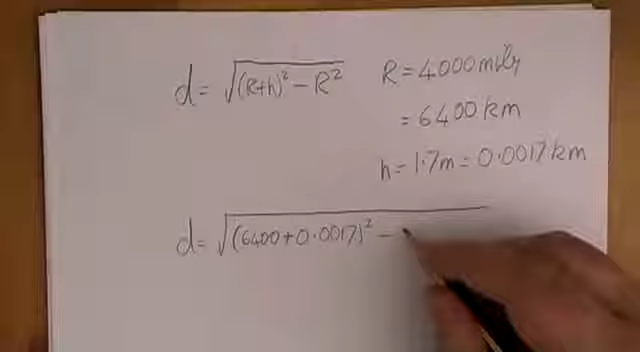 d = √(R+h)² − R²
R = 4000 miles
= 6400 km
h = 1.7m = 0.0017 km
d = √(6400+0.0017)² −